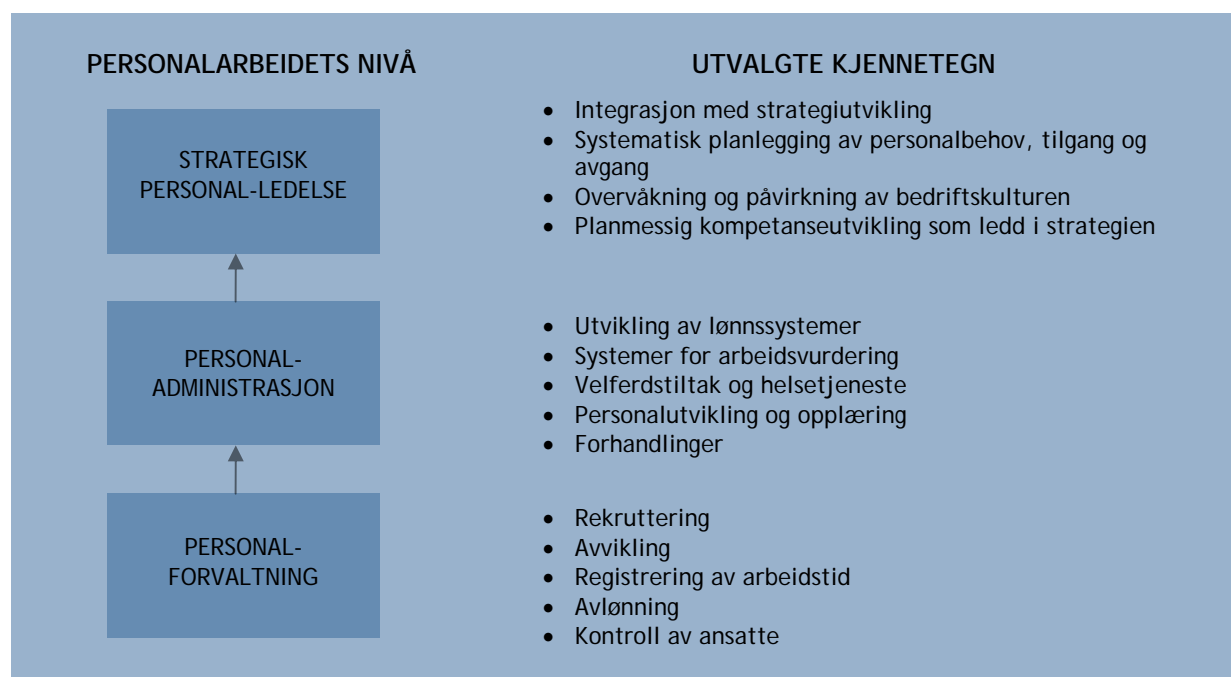 PERSONALARBEIDETS NIVÅ
UTVALGTE KJENNETEGN
STRATEGISK
PERSONAL-LEDELSE
• Integrasjon med strategiutvikling
• Systematisk planlegging av personalbehov, tilgang og
avgang
• Overvåkning og påvirkning av bedriftskulturen
• Planmessig kompetanseutvikling som ledd i strategien
PERSONAL-
ADMINISTRASJON
• Utvikling av lønnssystemer
• Systemer for arbeidsvurdering
• Velferdstiltak og helsetjeneste
• Personalutvikling og opplæring
• Forhandlinger
PERSONAL-
FORVALTNING
• Rekruttering
• Avvikling
• Registrering av arbeidstid
• Avlønning
• Kontroll av ansatte